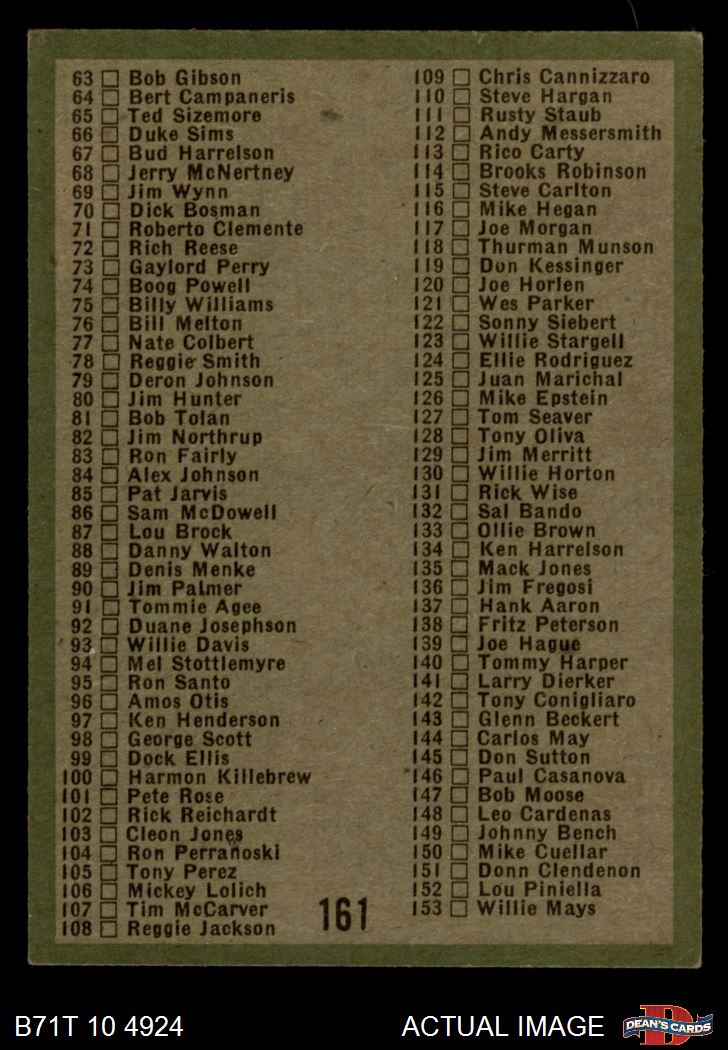 63 Bob Gibson
64 Bert Campaneris
65 Ted Sizemore
66 Duke Sims
67 Bud Harrelson
68 Jerry McNertney
69 Jim Wynn
70 Dick Bosman
71 Roberto Clemente
72 Rich Reese
73 Gaylord Perry
74 Boog Powell
75 Billy Williams
76 Bill Melton
77 Nate Colbert
78 Reggie Smith
79 Deron Johnson
80 Jim Hunter
81 Bob Tolan
82 Jim Northrup
83 Ron Fairly
84 Alex Johnson
85 Pat Jarvis
86 Sam McDowell
87 Lou Brock
88 Danny Walton
89 Denis Menke
90 Jim Palmer
91 Tommie Agee
92 Duane Josephson
93 Willie Davis
94 Mel Stottlemyre
95 Ron Santo
96 Amos Otis
97 Ken Henderson
98 George Scott
99 Dock Ellis
100 Harmon Killebrew
101 Pete Rose
102 Rick Reichardt
103 Cleon Jones
104 Ron Perranoski
105 Tony Perez
106 Mickey Lolich
107 Tim McCarver
108 Reggie Jackson
109 Chris Cannizzaro
110 Steve Hargan
111 Rusty Staub
112 Andy Messersmith
113 Rico Carty
114 Brooks Robinson
115 Steve Carlton
116 Mike Hegan
117 Joe Morgan
118 Thurman Munson
119 Don Kessinger
120 Joe Horlen
121 Wes Parker
122 Sonny Siebert
123 Willie Stargell
124 Ellie Rodriguez
125 Juan Marichal
126 Mike Epstein
127 Tom Seaver
128 Tony Oliva
129 Jim Merritt
130 Willie Horton
131 Rick Wise
132 Sal Bando
133 Ollie Brown
134 Ken Harrelson
135 Mack Jones
136 Jim Fregosi
137 Hank Aaron
138 Fritz Peterson
139 Joe Hague
140 Tommy Harper
141 Larry Dierker
142 Tony Conigliaro
143 Glenn Beckert
144 Carlos May
145 Don Sutton
146 Paul Casanova
147 Bob Moose
148 Leo Cardenas
149 Johnny Bench
150 Mike Cuellar
151 Donn Clendenon
152 Lou Piniella
153 Willie Mays
161
B71T 10 4924
ACTUAL IMAGE
D
DEAN'S CARDS